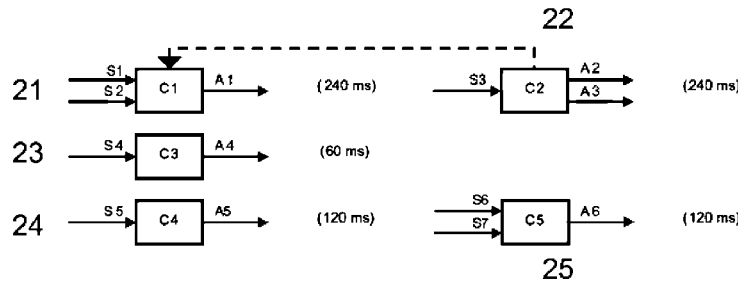 22
21 S1 S2 C1 A1 (240 ms) S3 C2 A2 A3 (240 ms)
23 S4 C3 A4 (60 ms)
24 S5 C4 A5 (120 ms) S6 S7 C5 A6 (120 ms)
25